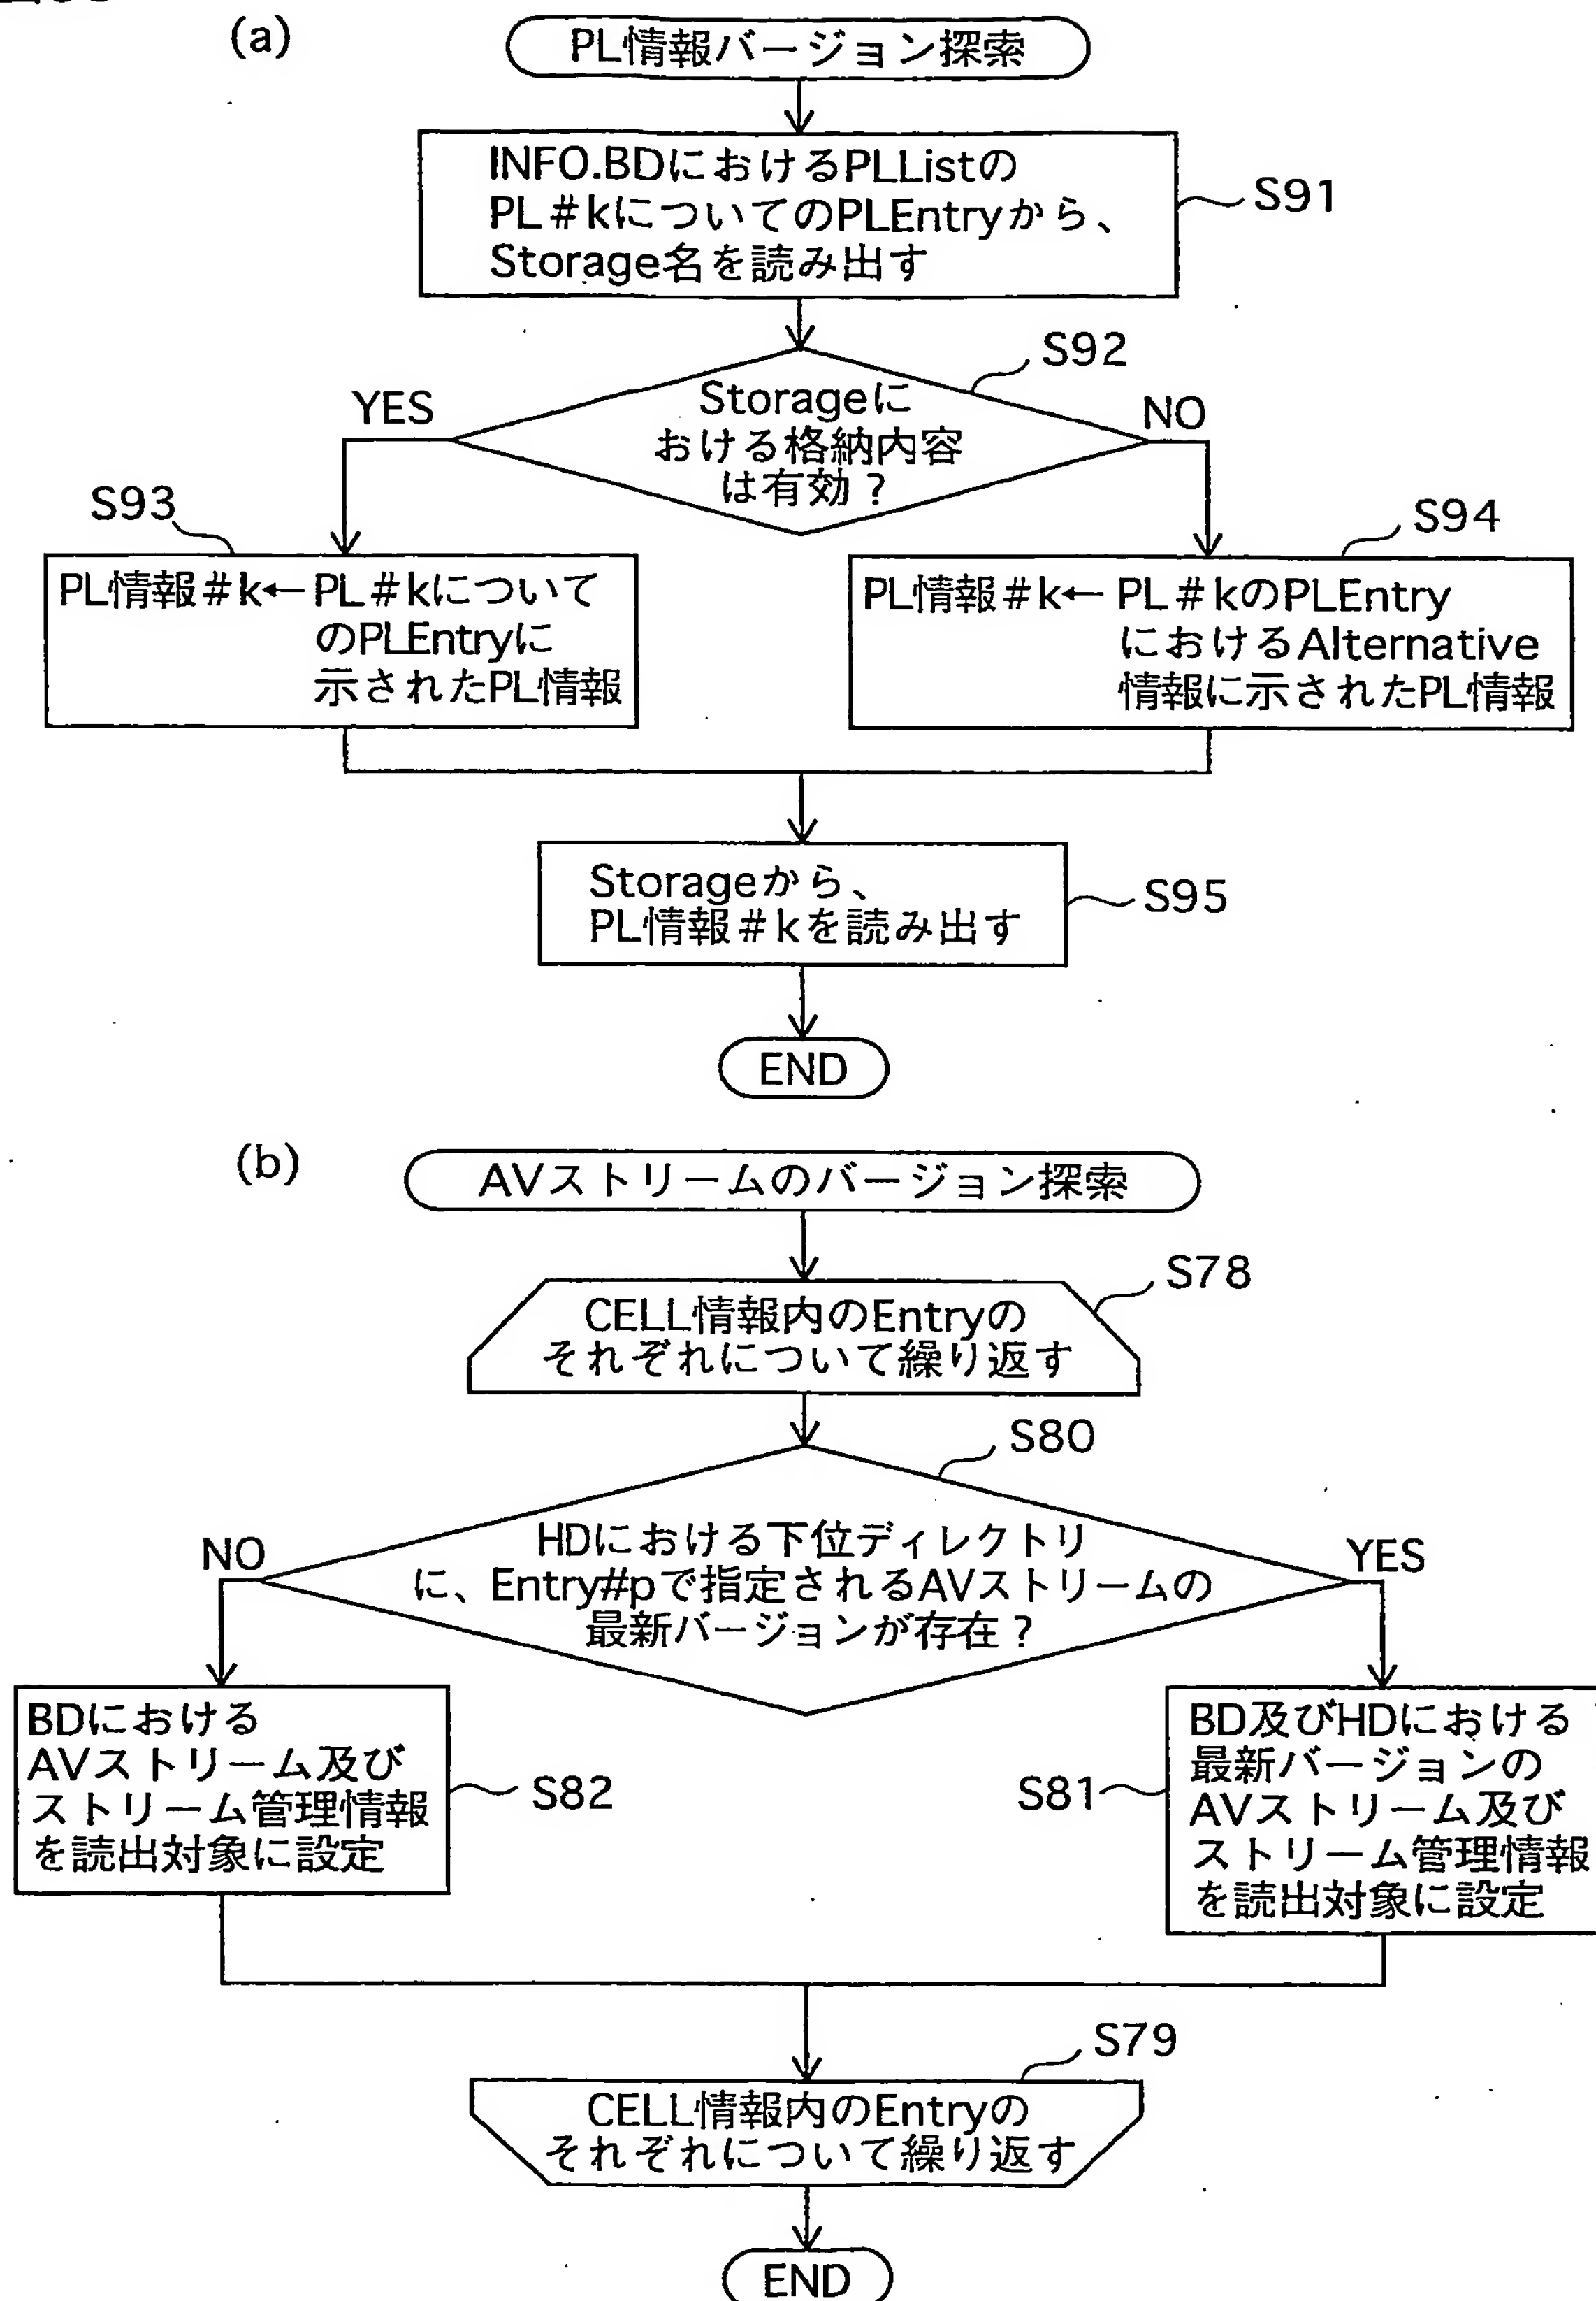 (a)
PL情報バージョン探索
INFO.BDにおけるPLListの
PL#kについてのPLEntryから、
Storage名を読み出す
S91
S92
Storageに
おける格納内容
は有効?
YES
NO
S93
PL情報#k←PL#kについて
のPLEntryに
示されたPL情報
S94
PL情報#k←PL#kのPLEntry
におけるAlternative
情報に示されたPL情報
Storageから、
PL情報#kを読み出す
S95
END
(b)
AVストリームのバージョン探索
S78
CELL情報内のEntryの
それぞれについて繰り返す
S80
HDにおける下位ディレクトリ
に、Entry#pで指定されるAVストリームの
最新バージョンが存在?
NO
YES
BDにおける
AVストリーム及び
ストリーム管理情報
を読出対象に設定
S82
S81
BD及びHDにおける
最新バージョンの
AVストリーム及び
ストリーム管理情報
を読出対象に設定
S79
CELL情報内のEntryの
それぞれについて繰り返す
END